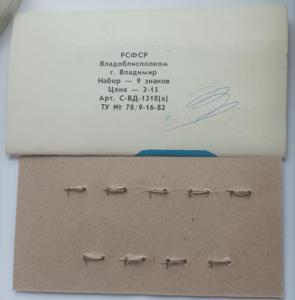 РСФСР
Владоблисполком
г. Владимир
Набор — 9 знаков
Цена — 2-15
Арт. С-ВД-1318(а)
ТУ № 78/9-16-82